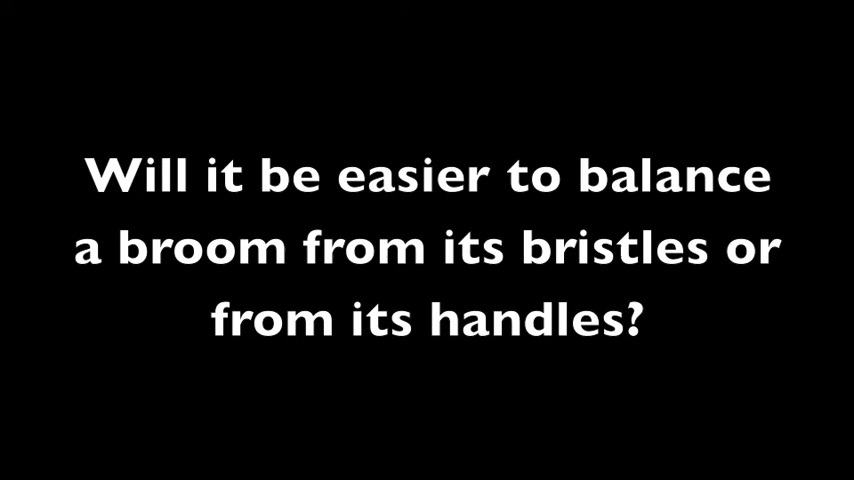 Will it be easier to balance
a broom from its bristles or
from its handles?